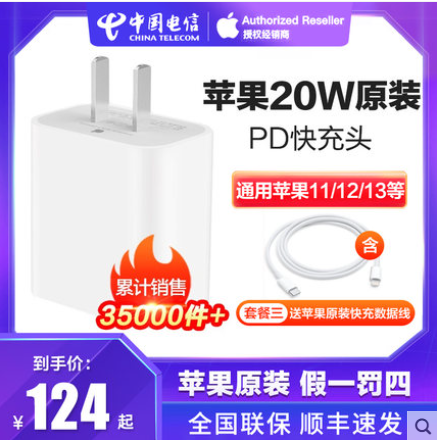 中国电信
CHINA TELECOM
Authorized Reseller
授权经销商
苹果20W原装
PD快充头
通用苹果11/12/13等
含
套餐三 送苹果原装快充数据线
累计销售
35000件+
到手价:
¥124起
苹果原装 假一罚四
全国联保 顺丰速发